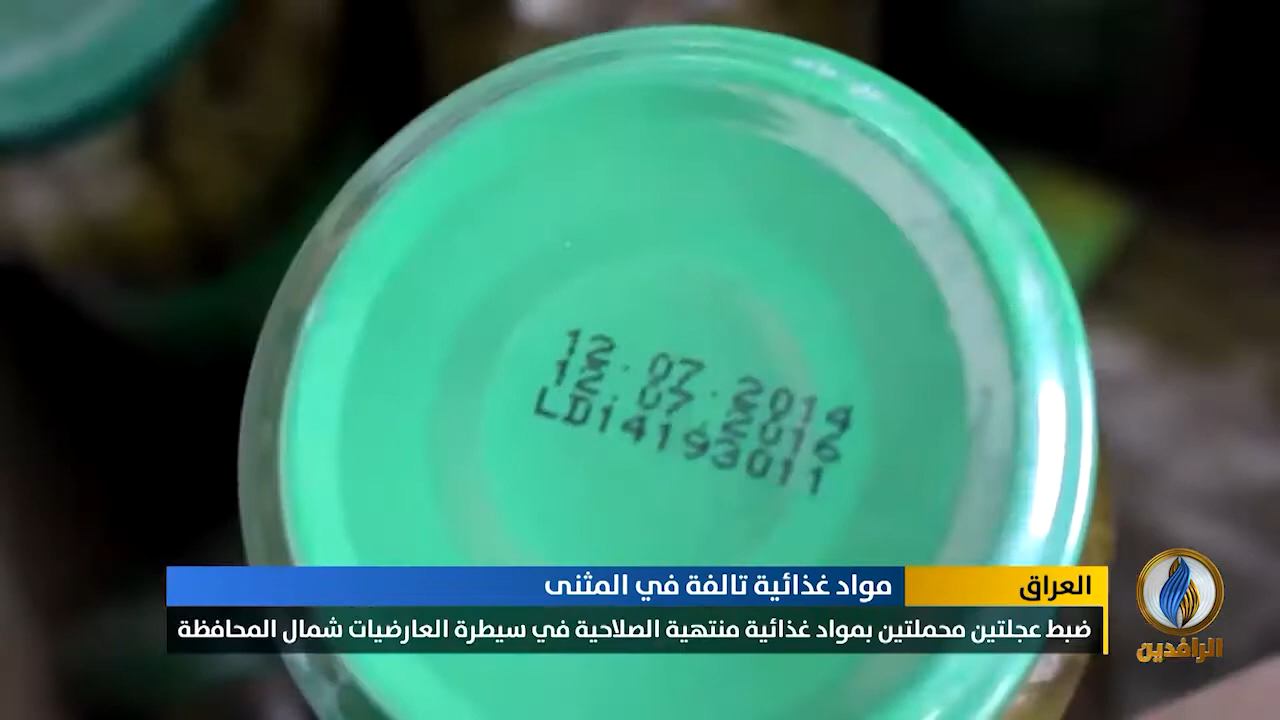 12.07.2014
12.07.2016
LD14193011
العراق
مواد غذائية تالفة في المثنى
ضبط عجلتين محملتين بمواد غذائية منتهية الصلاحية في سيطرة العارضيات شمال المحافظة
الرافدين